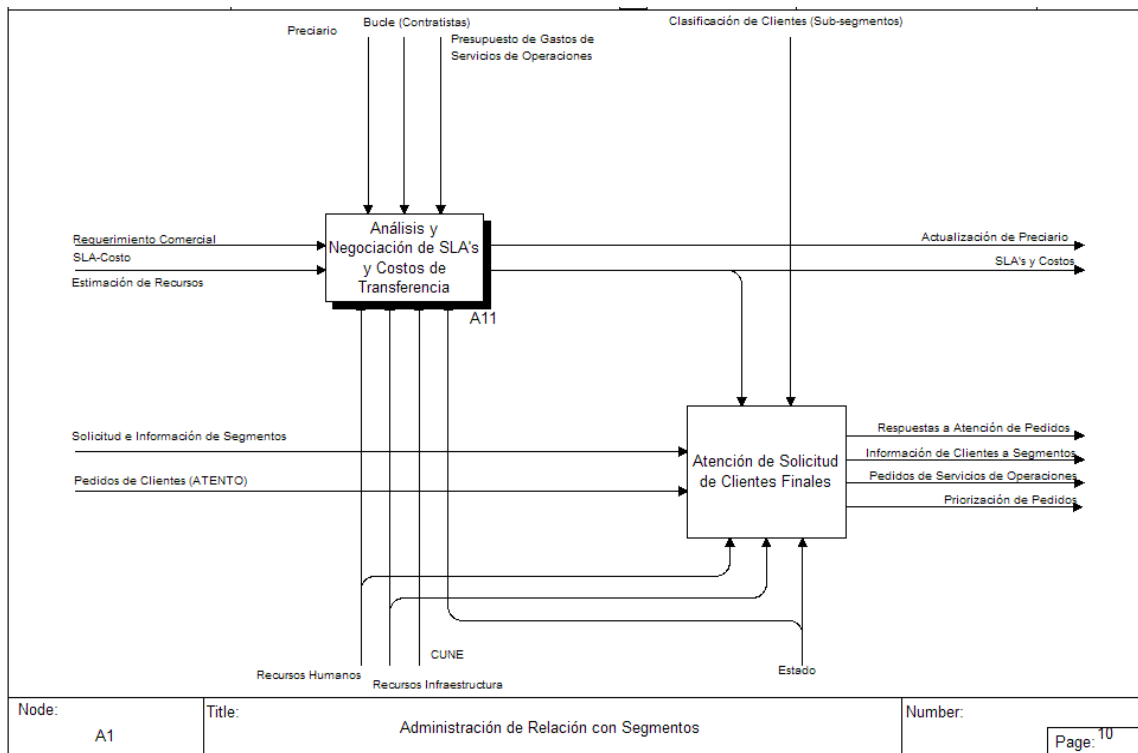 Bucle (Contratistas)
Clasificación de Clientes (Sub-segmentos)
Preciario
Presupuesto de Gastos de
Servicios de Operaciones
Análisis y
Negociación de SLA's
y Costos de
Transferencia
A11
Requerimiento Comercial
SLA-Costo
Estimación de Recursos
Actualización de Preciario
SLA's y Costos
Solicitud e Información de Segmentos
Pedidos de Clientes (ATENTO)
Atención de Solicitud
de Clientes Finales
Respuestas a Atención de Pedidos
Información de Clientes a Segmentos
Pedidos de Servicios de Operaciones
Priorización de Pedidos
CUNE
Recursos Humanos
Recursos Infraestructura
Estado
Node:
A1
Title:
Administración de Relación con Segmentos
Number:
Page: 10